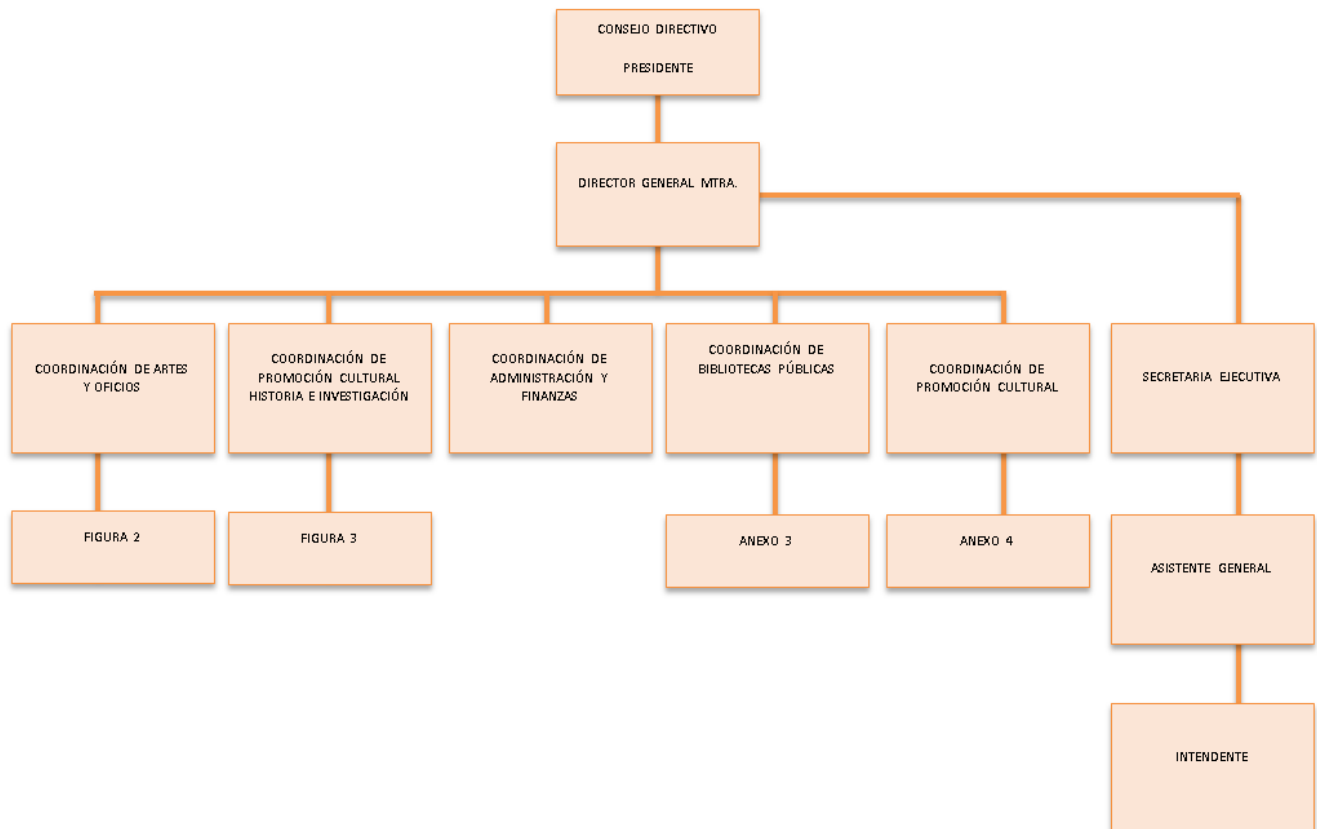 CONSEJO DIRECTIVO
PRESIDENTE
DIRECTOR GENERAL MTRA.
COORDINACIÓN DE ARTES
Y OFICIOS
COORDINACIÓN DE
PROMOCIÓN CULTURAL
HISTORIA E INVESTIGACIÓN
COORDINACIÓN DE
ADMINISTRACIÓN Y
FINANZAS
COORDINACIÓN DE
BIBLIOTECAS PÚBLICAS
COORDINACIÓN DE
PROMOCIÓN CULTURAL
SECRETARIA EJECUTIVA
FIGURA 2
FIGURA 3
ANEXO 3
ANEXO 4
ASISTENTE GENERAL
INTENDENTE